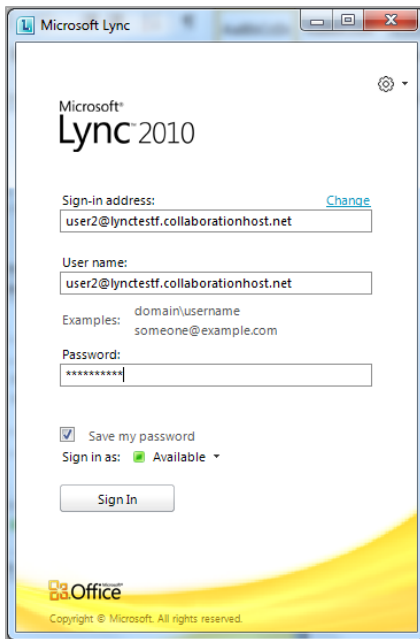 Microsoft Lync
Microsoft®
Lync™ 2010
Sign-in address:
Change
user2@lynctestf.collaborationhost.net
User name:
user2@lynctestf.collaborationhost.net
Examples:
domain\username
someone@example.com
Password:
**********
Save my password
Sign in as: Available
Sign In
Microsoft®
Office
Copyright © Microsoft. All rights reserved.